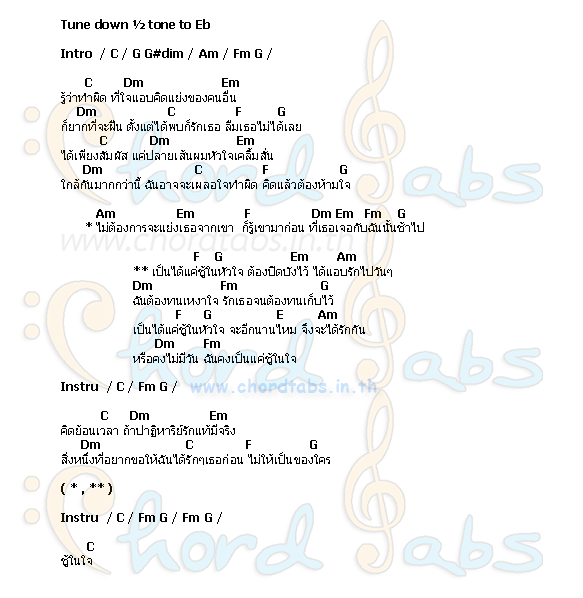 Tune down ½ tone to Eb
Intro / C / G G#dim / Am / Fm G /
C Dm Em
รู้ว่าทำผิด ที่ใจแอบคิดแย่งของคนอื่น
Dm C F G
ก็ยากที่จะฝืน ตั้งแต่ได้พบก็รักเธอ ลืมเธอไม่ได้เลย
C Dm Em
ได้เพียงสัมผัส แค่ปลายเส้นผมหัวใจเคลิ้มสั่น
Dm C F G
ใกล้กันมากกว่านี้ ฉันอาจจะเผลอใจทำผิด คิดแล้วต้องห้ามใจ
Am Em F Dm Em Fm G
* ไม่ต้องการจะแย่งเธอจากเขา ก็รู้เขามาก่อน ที่เธอเจอกับฉันนั้นช้าไป
www.chordtabs.in.th
F G Em Am
** เป็นได้แค่ชู้ในหัวใจ ต้องปิดบังไว้ ได้แอบรักไปวันๆ
Dm Fm G
ฉันต้องทนเหงาใจ รักเธอจนต้องทนเก็บไว้
F G E Am
เป็นได้แค่ชู้ในหัวใจ จะอีกนานไหม จึงจะได้รักกัน
Dm Fm
หรือคงไม่มีวัน ฉันคงเป็นแค่ชู้ในใจ
Instru / C / Fm G /
www.chordtabs.in.th
C Dm Em
คิดย้อนเวลา ถ้าปาฏิหาริย์รักแท้มีจริง
Dm C F G
สิ่งหนึ่งที่อยากขอให้ฉันได้รักๆเธอก่อน ไม่ให้เป็นของใคร
( * , ** )
Instru / C / Fm G / Fm G /
C
ชู้ในใจ
Chord Tabs
Chord Tabs
Chord Tabs